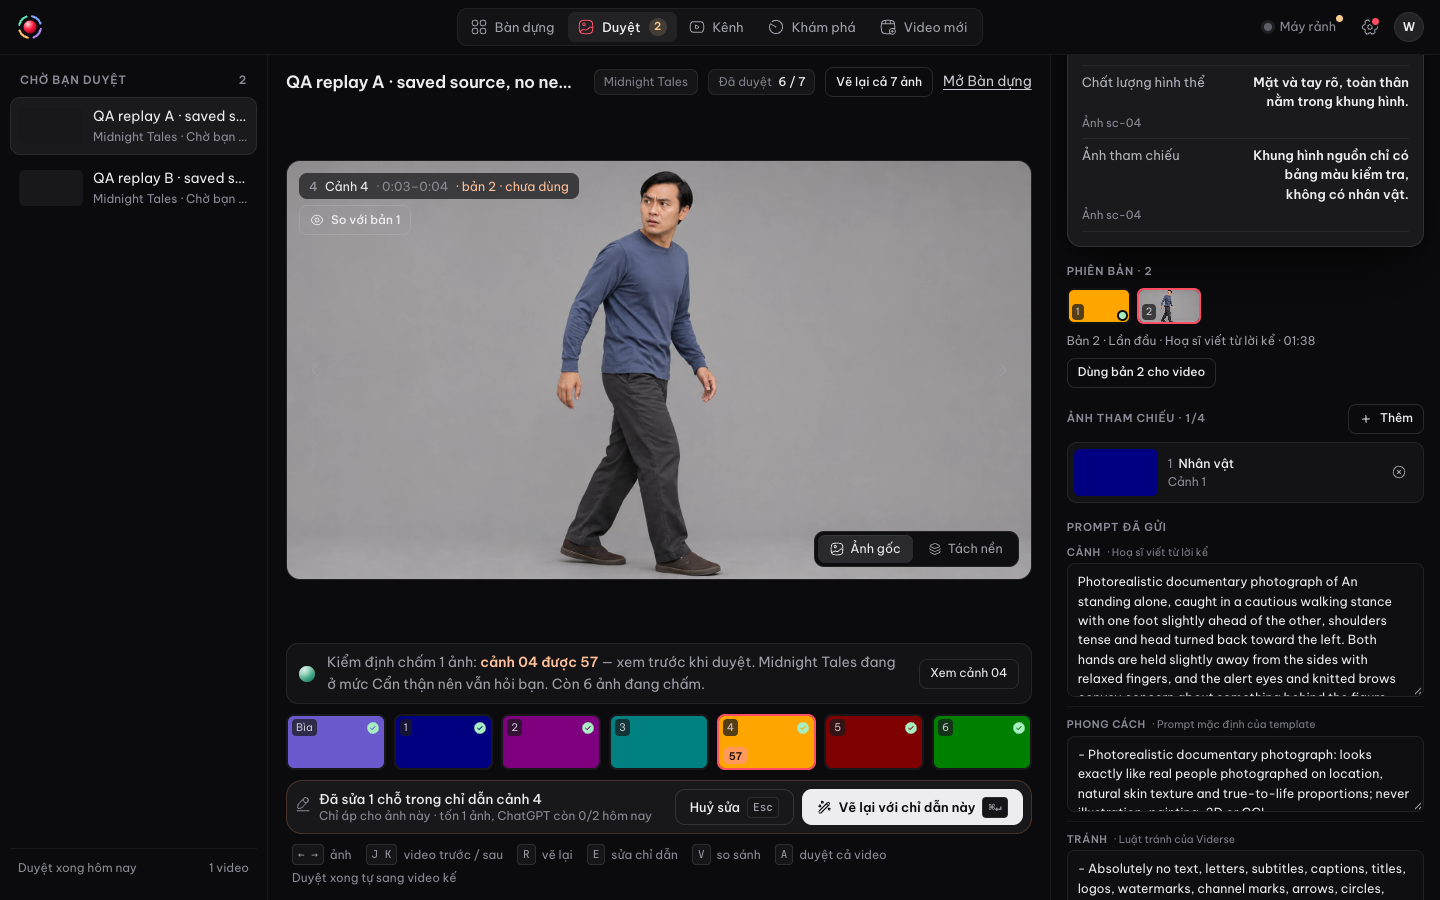 Bàn dựng
Duyệt 2
Kênh
Khám phá
Video mới
Máy rảnh
W
CHỜ BẠN DUYỆT 2
QA replay A · saved s...
Midnight Tales · Chờ bạn ...
QA replay B · saved s...
Midnight Tales · Chờ bạn ...
Duyệt xong hôm nay 1 video
QA replay A · saved source, no ne...
Midnight Tales
Đã duyệt 6 / 7
Vẽ lại cả 7 ảnh
Mở Bàn dựng
4 Cảnh 4 · 0:03–0:04 · bản 2 · chưa dùng
So với bản 1
Ảnh gốc
Tách nền
Kiểm định chấm 1 ảnh: cảnh 04 được 57 — xem trước khi duyệt. Midnight Tales đang
ở mức Cẩn thận nên vẫn hỏi bạn. Còn 6 ảnh đang chấm.
Xem cảnh 04
Bìa
1
2
3
4
57
5
6
Đã sửa 1 chỗ trong chỉ dẫn cảnh 4
Chỉ áp cho ảnh này · tốn 1 ảnh, ChatGPT còn 0/2 hôm nay
Huỷ sửa Esc
Vẽ lại với chỉ dẫn này ⌘↵
← → ảnh J K video trước / sau R vẽ lại E sửa chỉ dẫn V so sánh A duyệt cả video
Duyệt xong tự sang video kế
Chất lượng hình thể
Mặt và tay rõ, toàn thân
nằm trong khung hình.
Ảnh sc-04
Ảnh tham chiếu
Khung hình nguồn chỉ có
bảng màu kiểm tra,
không có nhân vật.
Ảnh sc-04
PHIÊN BẢN · 2
1
2
Bản 2 · Lần đầu · Hoạ sĩ viết từ lời kể · 01:38
Dùng bản 2 cho video
ẢNH THAM CHIẾU · 1/4
+ Thêm
1 Nhân vật
Cảnh 1
PROMPT ĐÃ GỬI
CẢNH · Hoạ sĩ viết từ lời kể
Photorealistic documentary photograph of An
standing alone, caught in a cautious walking stance
with one foot slightly ahead of the other, shoulders
tense and head turned back toward the left. Both
hands are held slightly away from the sides with
relaxed fingers, and the alert eyes and knitted brows
convey concern about something behind the figure.
PHONG CÁCH · Prompt mặc định của template
- Photorealistic documentary photograph: looks
exactly like real people photographed on location,
natural skin texture and true-to-life proportions; never
illustration, painting, 3D or CGI
TRÁNH · Luật tránh của Viderse
- Absolutely no text, letters, subtitles, captions, titles,
logos, watermarks, channel marks, arrows, circles,